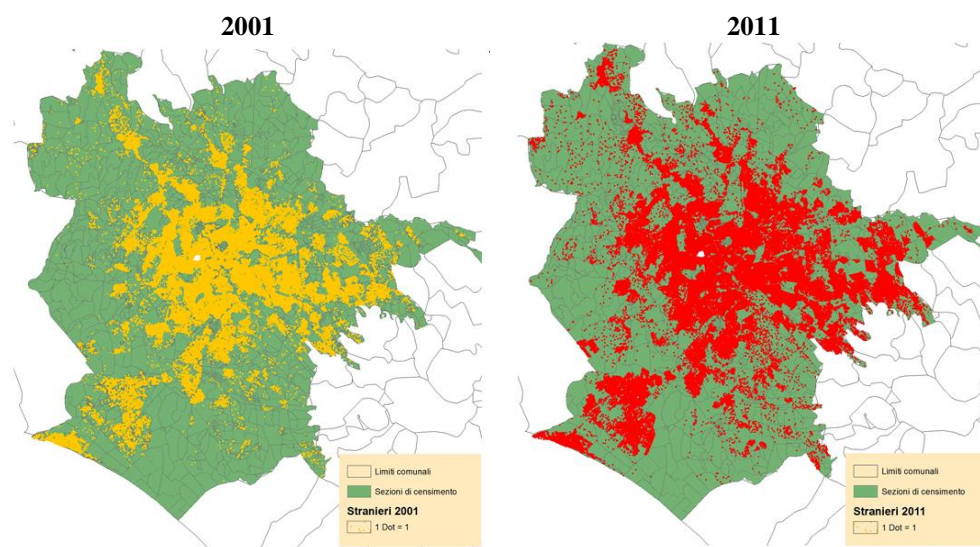 2001
2011
Limiti comunali
Sezioni di censimento
Stranieri 2001
1 Dot = 1
Limiti comunali
Sezioni di censimento
Stranieri 2011
1 Dot = 1